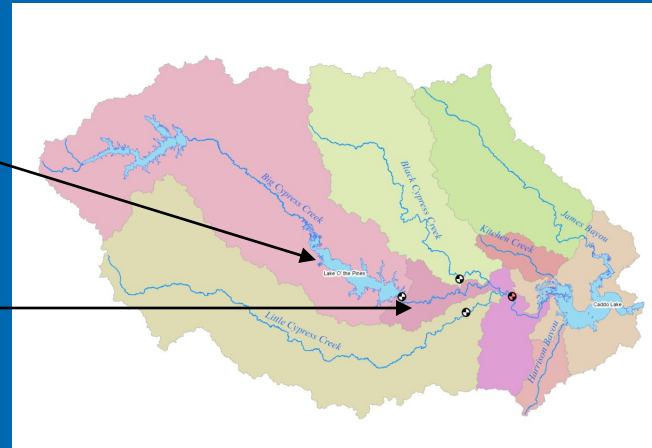 Black Cypress Creek
Big Cypress Creek
James Bayou
Kitchen Creek
Lake O' the Pines
Caddo Lake
Little Cypress Creek
Harrison Bayou